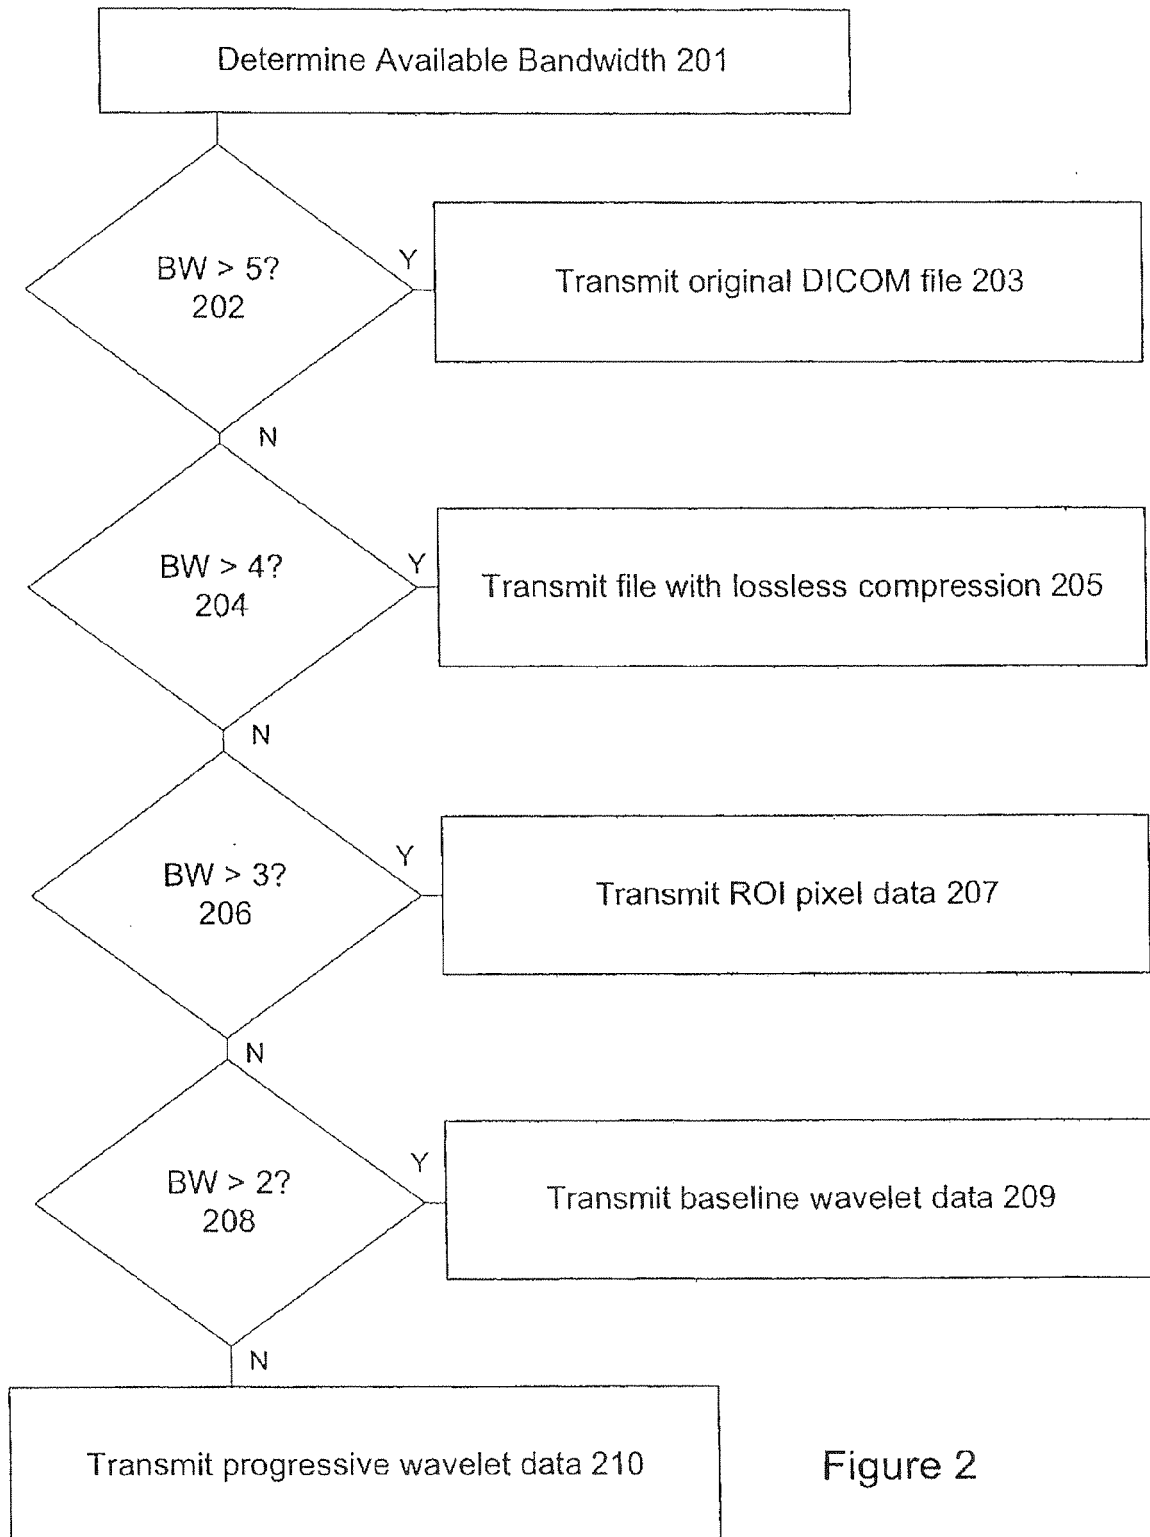 Determine Available Bandwidth 201
BW > 5?
202
Y
Transmit original DICOM file 203
N
BW > 4?
204
Y
Transmit file with lossless compression 205
N
BW > 3?
206
Y
Transmit ROI pixel data 207
N
BW > 2?
208
Y
Transmit baseline wavelet data 209
N
Transmit progressive wavelet data 210
Figure 2